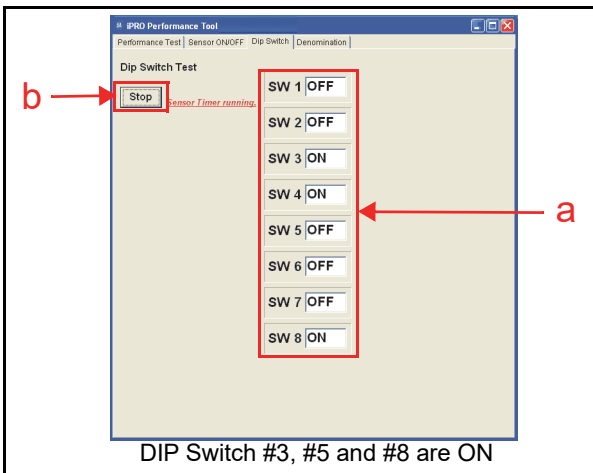 iPRO Performance Tool
Performance Test Sensor ON/OFF Dip Switch Denomination
Dip Switch Test
b
Stop
Sensor Timer running.
SW 1 OFF
SW 2 OFF
SW 3 ON
SW 4 ON
SW 5 OFF
SW 6 OFF
SW 7 OFF
SW 8 ON
a
DIP Switch #3, #5 and #8 are ON